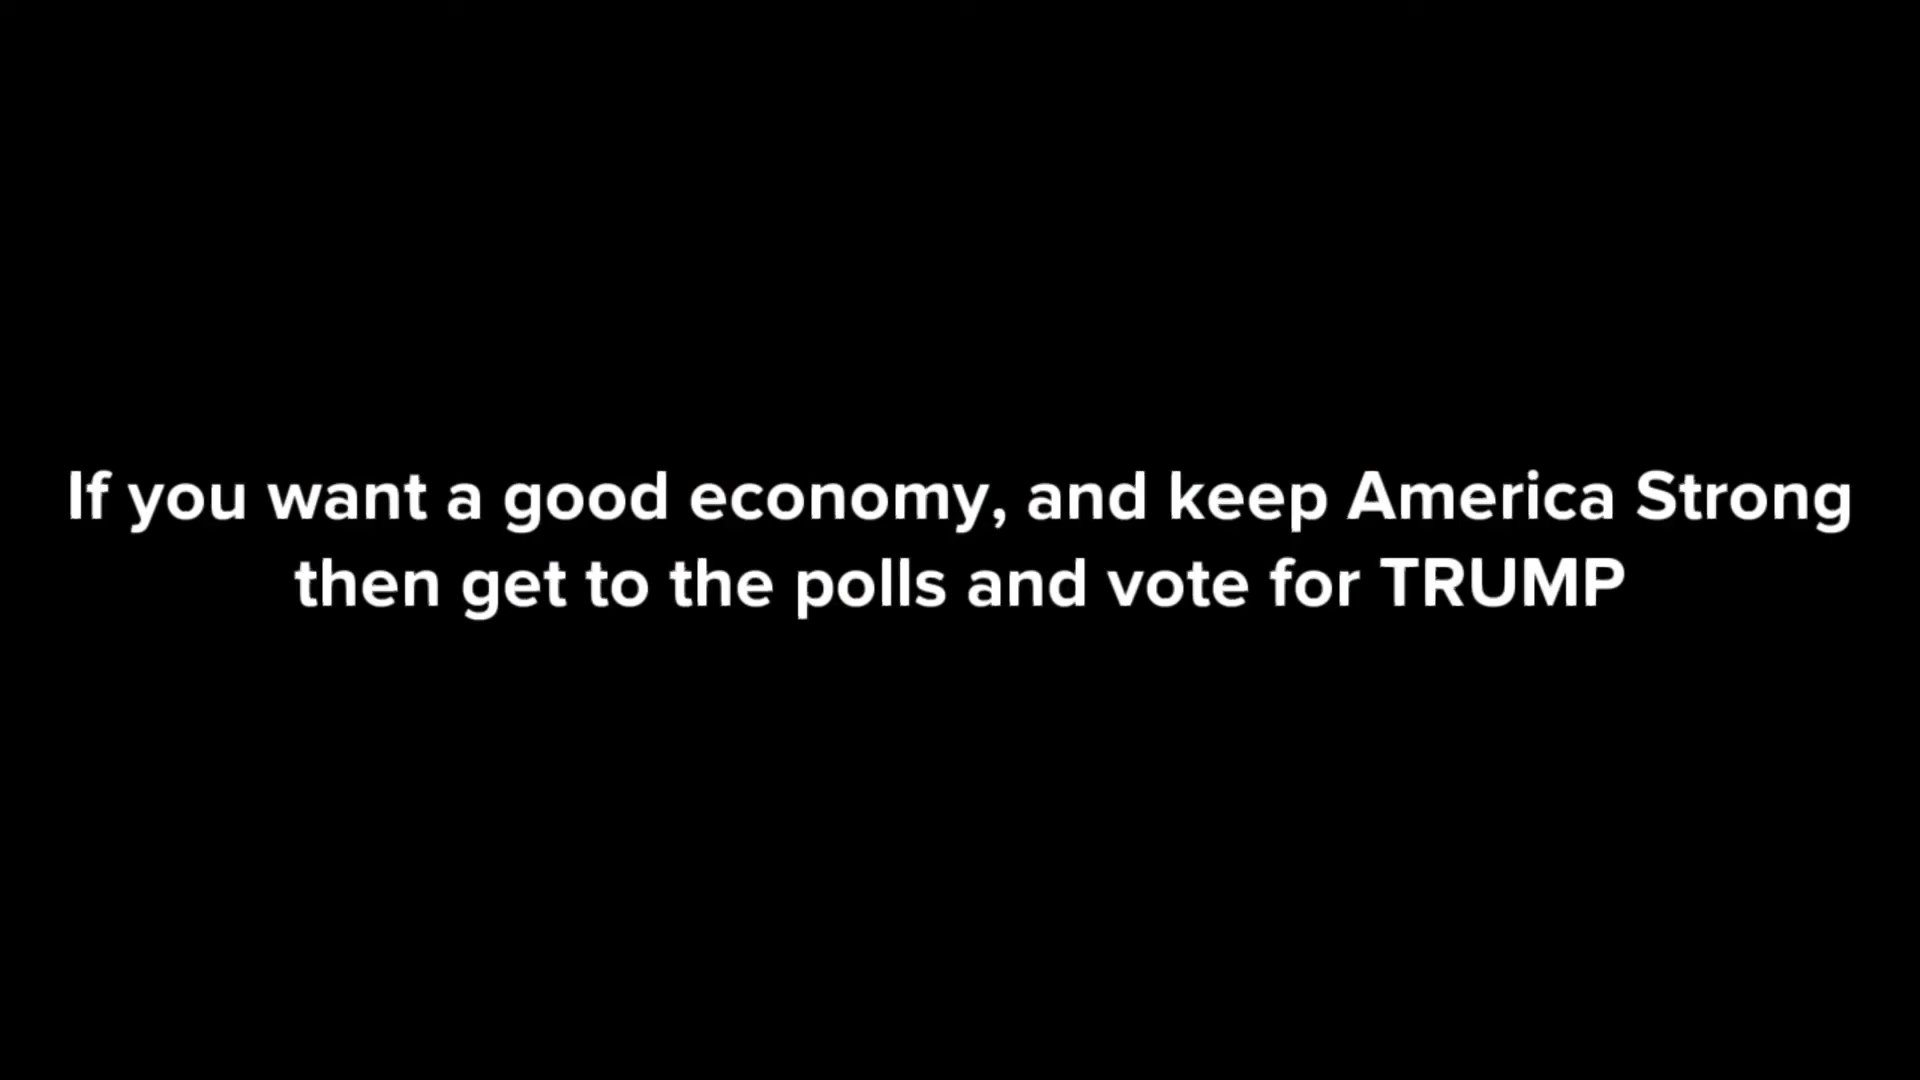 If you want a good economy, and keep America Strong
then get to the polls and vote for TRUMP